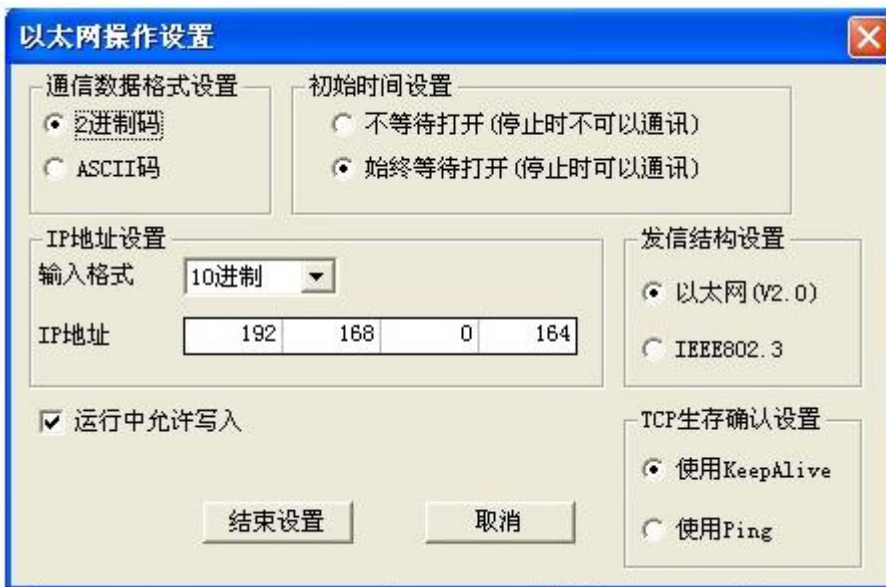 以太网操作设置
通信数据格式设置
2进制码
ASCII码
初始时间设置
不等待打开(停止时不可以通讯)
始终等待打开(停止时可以通讯)
IP地址设置
输入格式 10进制
IP地址 192 168 0 164
发信结构设置
以太网(V2.0)
IEEE802.3
运行中允许写入
TCP生存确认设置
使用KeepAlive
使用Ping
结束设置 取消